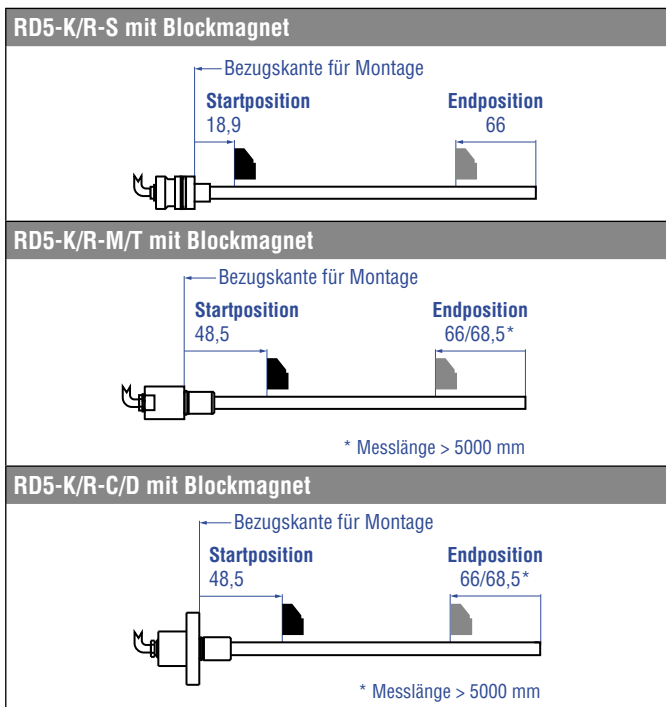 RD5-K/R-S mit Blockmagnet
Bezugskante für Montage
Startposition
18,9
Endposition
66
RD5-K/R-M/T mit Blockmagnet
Bezugskante für Montage
Startposition
48,5
Endposition
66/68,5*
* Messlänge > 5000 mm
RD5-K/R-C/D mit Blockmagnet
Bezugskante für Montage
Startposition
48,5
Endposition
66/68,5*
* Messlänge > 5000 mm